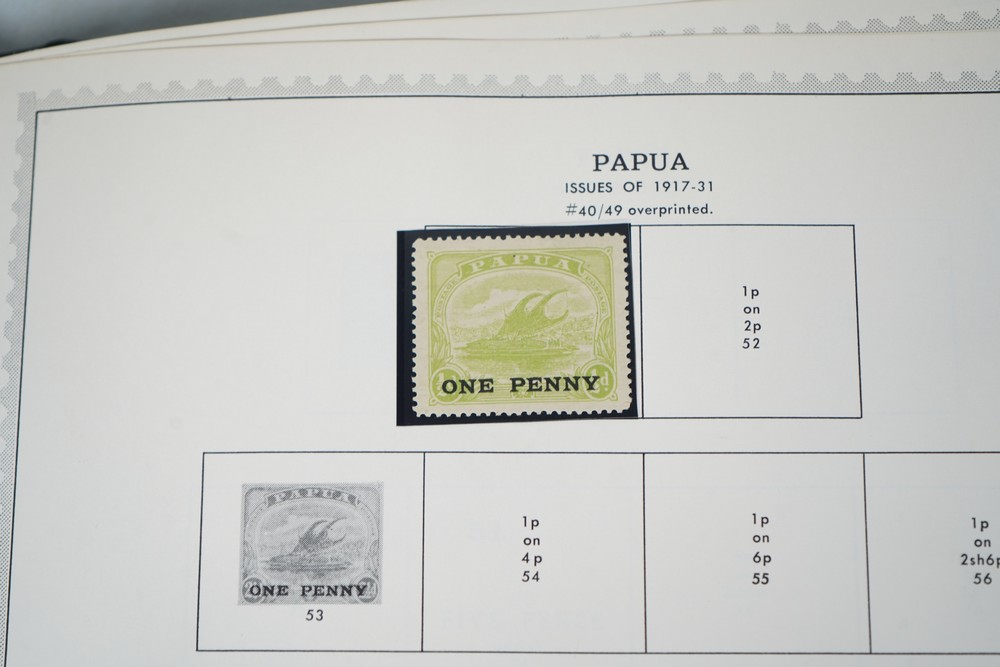 PAPUA
ISSUES OF 1917-31
#40/49 overprinted.
PAPUA
POSTAGE
ONE PENNY
d.
1p
on
2p
52
PAPUA
ONE PENNY
53
1p
on
4p
54
1p
on
6p
55
1p
on
2sh6p
56